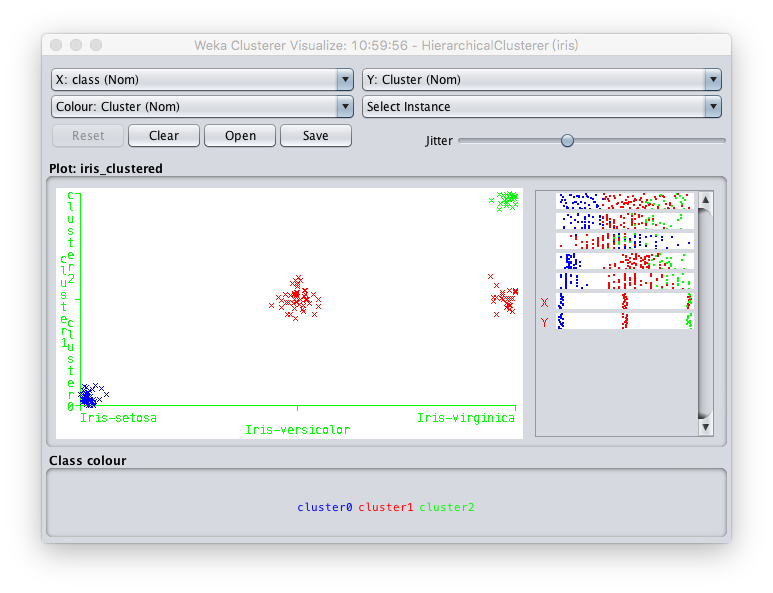 Weka Clusterer Visualize: 10:59:56 - HierarchicalClusterer (iris)
X: class (Nom)
Y: Cluster (Nom)
Colour: Cluster (Nom)
Select Instance
Reset
Clear
Open
Save
Jitter
Plot: iris_clustered
cluster2
cluster1
cluster0
Iris-setosa
Iris-versicolor
Iris-virginica
X
Y
Class colour
cluster0 cluster1 cluster2